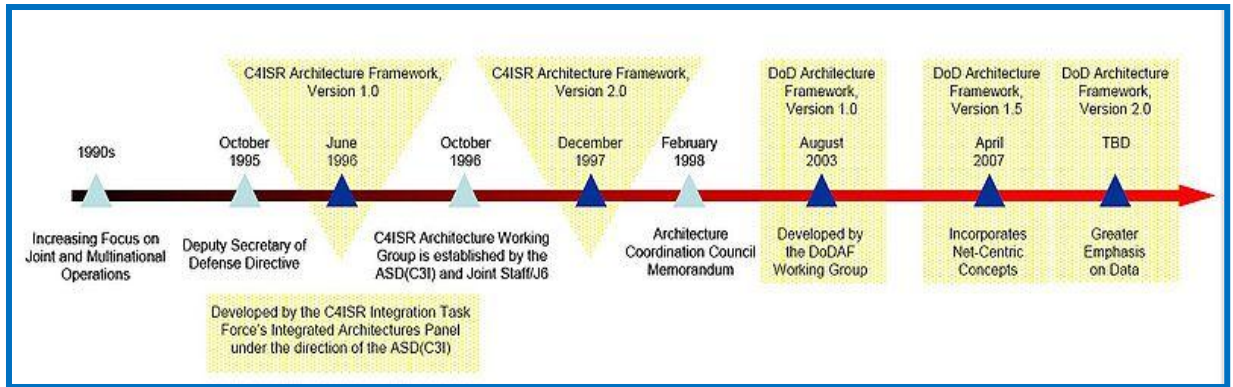 C4ISR Architecture Framework,
Version 1.0
C4ISR Architecture Framework,
Version 2.0
DoD Architecture
Framework,
Version 1.0
DoD Architecture
Framework,
Version 1.5
DoD Architecture
Framework,
Version 2.0
1990s
October
1995
June
1996
October
1996
December
1997
February
1998
August
2003
April
2007
TBD
Increasing Focus on
Joint and Multinational
Operations
Deputy Secretary of
Defense Directive
C4ISR Architecture Working
Group is established by the
ASD(C3I) and Joint Staff/J6
Architecture
Coordination Council
Memorandum
Developed by
the DoDAF
Working Group
Incorporates
Net-Centric
Concepts
Greater
Emphasis
on Data
Developed by the C4ISR Integration Task
Force's Integrated Architectures Panel
under the direction of the ASD(C3I)